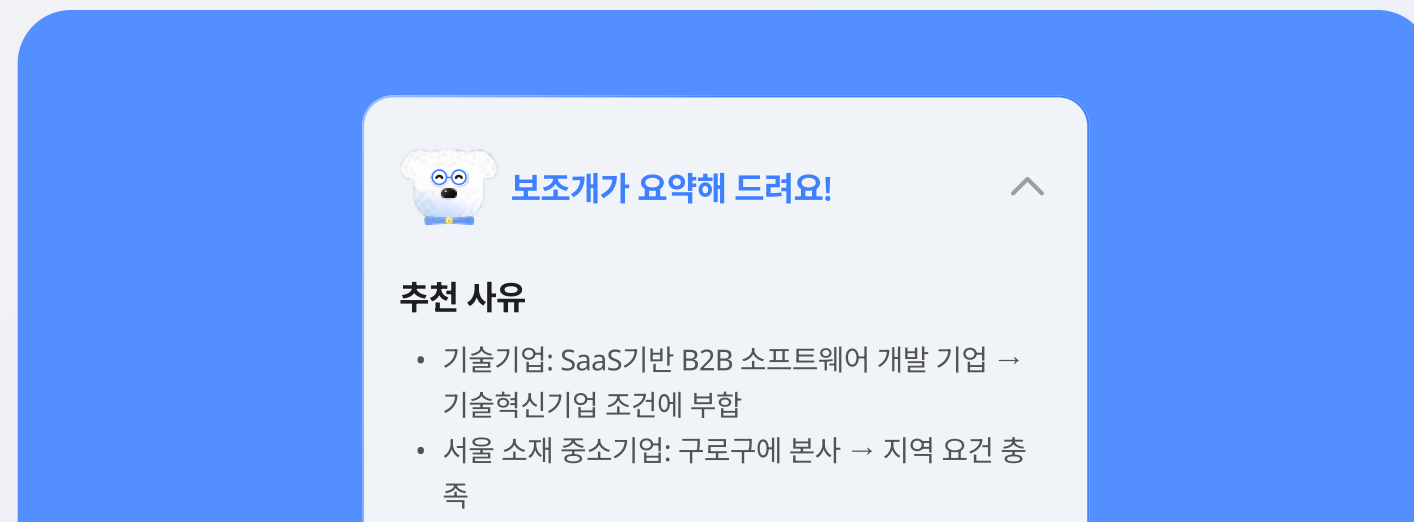 보조개가 요약해 드려요!
추천 사유
• 기술기업: SaaS기반 B2B 소프트웨어 개발 기업 →
기술혁신기업 조건에 부합
• 서울 소재 중소기업: 구로구에 본사 → 지역 요건 충
족